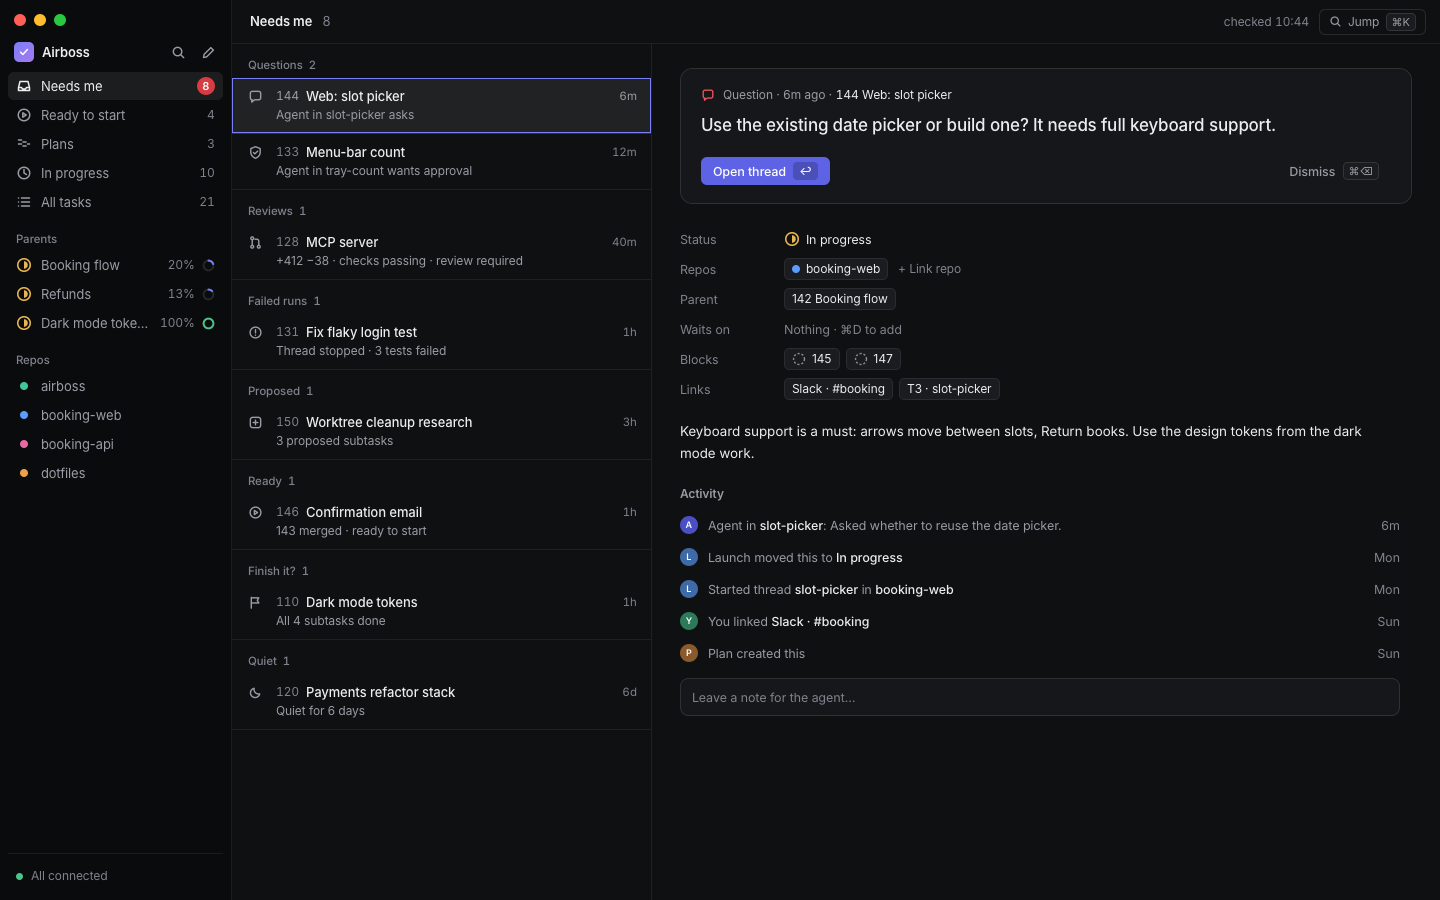 Airboss
Needs me 8
Ready to start 4
Plans 3
In progress 10
All tasks 21
Parents
Booking flow 20%
Refunds 13%
Dark mode toke... 100%
Repos
airboss
booking-web
booking-api
dotfiles
All connected
Needs me 8
checked 10:44
Jump ⌘K
Questions 2
144 Web: slot picker 6m
Agent in slot-picker asks
133 Menu-bar count 12m
Agent in tray-count wants approval
Reviews 1
128 MCP server 40m
+412 −38 · checks passing · review required
Failed runs 1
131 Fix flaky login test 1h
Thread stopped · 3 tests failed
Proposed 1
150 Worktree cleanup research 3h
3 proposed subtasks
Ready 1
146 Confirmation email 1h
143 merged · ready to start
Finish it? 1
110 Dark mode tokens 1h
All 4 subtasks done
Quiet 1
120 Payments refactor stack 6d
Quiet for 6 days
Question · 6m ago · 144 Web: slot picker
Use the existing date picker or build one? It needs full keyboard support.
Open thread ↩ Dismiss ⌘⌫
Status In progress
Repos booking-web + Link repo
Parent 142 Booking flow
Waits on Nothing · ⌘D to add
Blocks 145 147
Links Slack · #booking T3 · slot-picker
Keyboard support is a must: arrows move between slots, Return books. Use the design tokens from the dark
mode work.
Activity
A Agent in slot-picker: Asked whether to reuse the date picker. 6m
L Launch moved this to In progress Mon
L Started thread slot-picker in booking-web Mon
Y You linked Slack · #booking Sun
P Plan created this Sun
Leave a note for the agent...